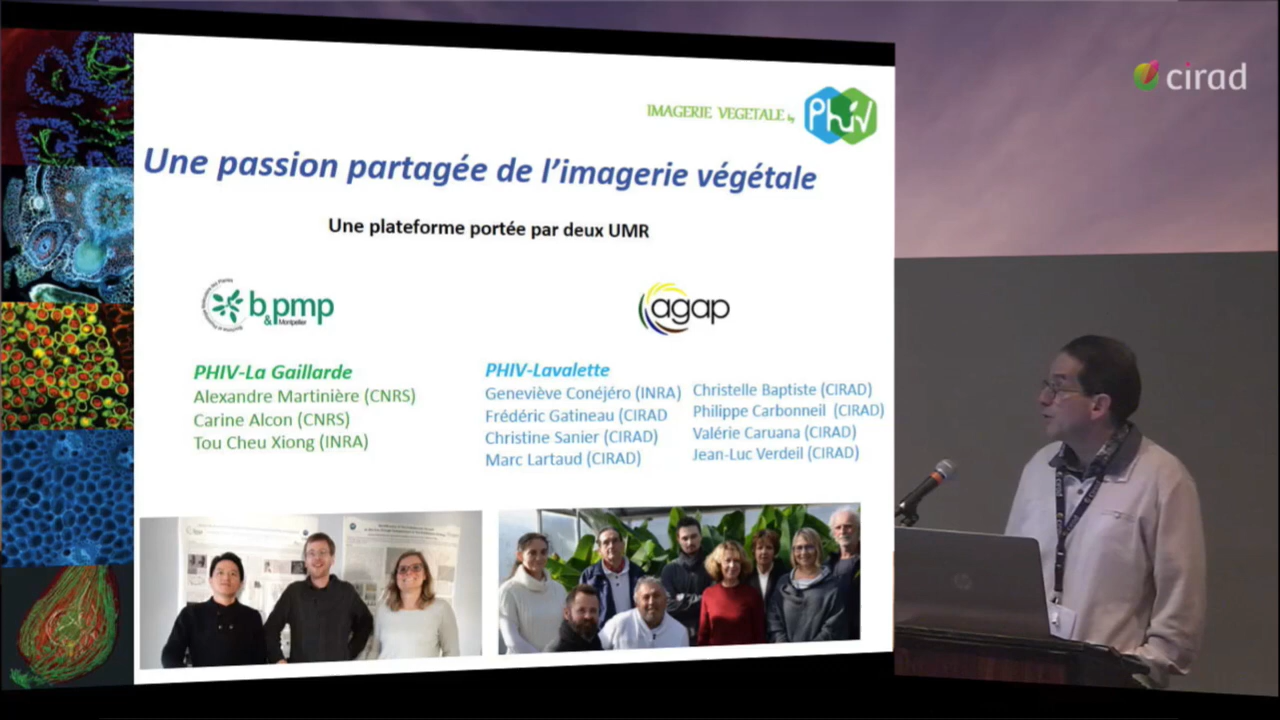 cirad
IMAGERIE VEGETALE by PhIV
Une passion partagée de l'imagerie végétale
Une plateforme portée par deux UMR
b&pmp
Montpellier
agap
PHIV-La Gaillarde
Alexandre Martinière (CNRS)
Carine Alcon (CNRS)
Tou Cheu Xiong (INRA)
PHIV-Lavalette
Geneviève Conéjéro (INRA)
Frédéric Gatineau (CIRAD
Christine Sanier (CIRAD)
Marc Lartaud (CIRAD)
Christelle Baptiste (CIRAD)
Philippe Carbonneil (CIRAD)
Valérie Caruana (CIRAD)
Jean-Luc Verdeil (CIRAD)